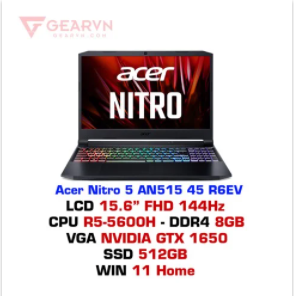 GEARVN
GEARVN.COM
acer
NITRO
Acer Nitro 5 AN515 45 R6EV
LCD 15.6” FHD 144Hz
CPU R5-5600H - DDR4 8GB
VGA NVIDIA GTX 1650
SSD 512GB
WIN 11 Home